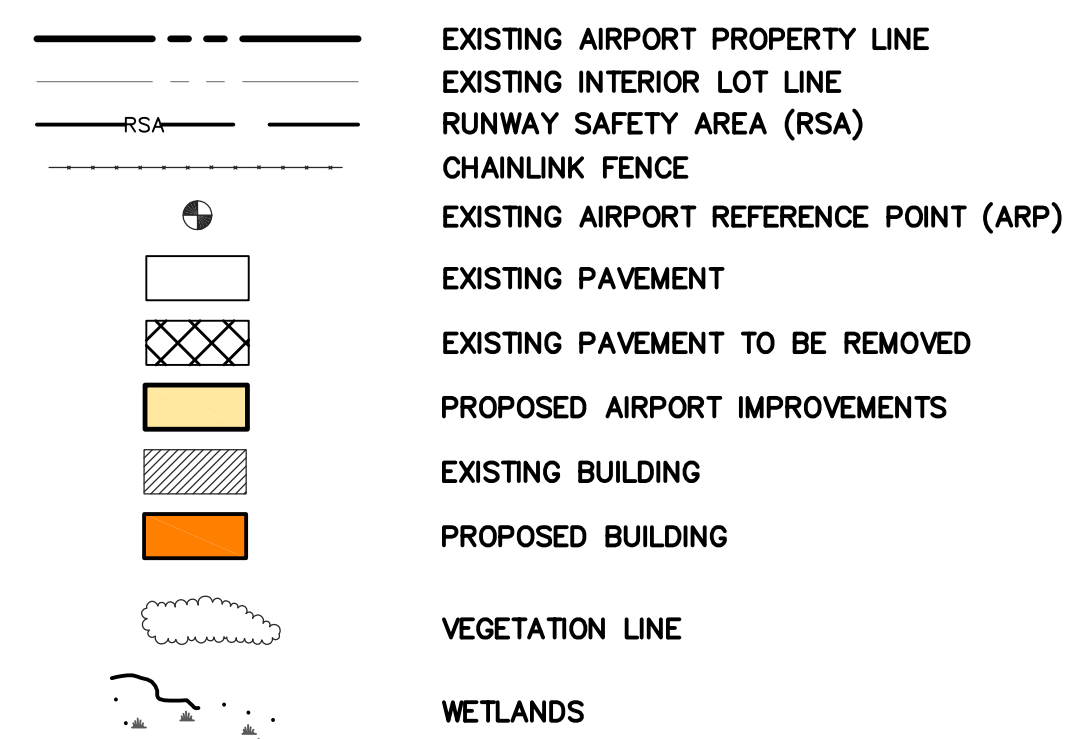 EXISTING AIRPORT PROPERTY LINE
EXISTING INTERIOR LOT LINE
RSA RUNWAY SAFETY AREA (RSA)
CHAINLINK FENCE
EXISTING AIRPORT REFERENCE POINT (ARP)
EXISTING PAVEMENT
EXISTING PAVEMENT TO BE REMOVED
PROPOSED AIRPORT IMPROVEMENTS
EXISTING BUILDING
PROPOSED BUILDING
VEGETATION LINE
WETLANDS